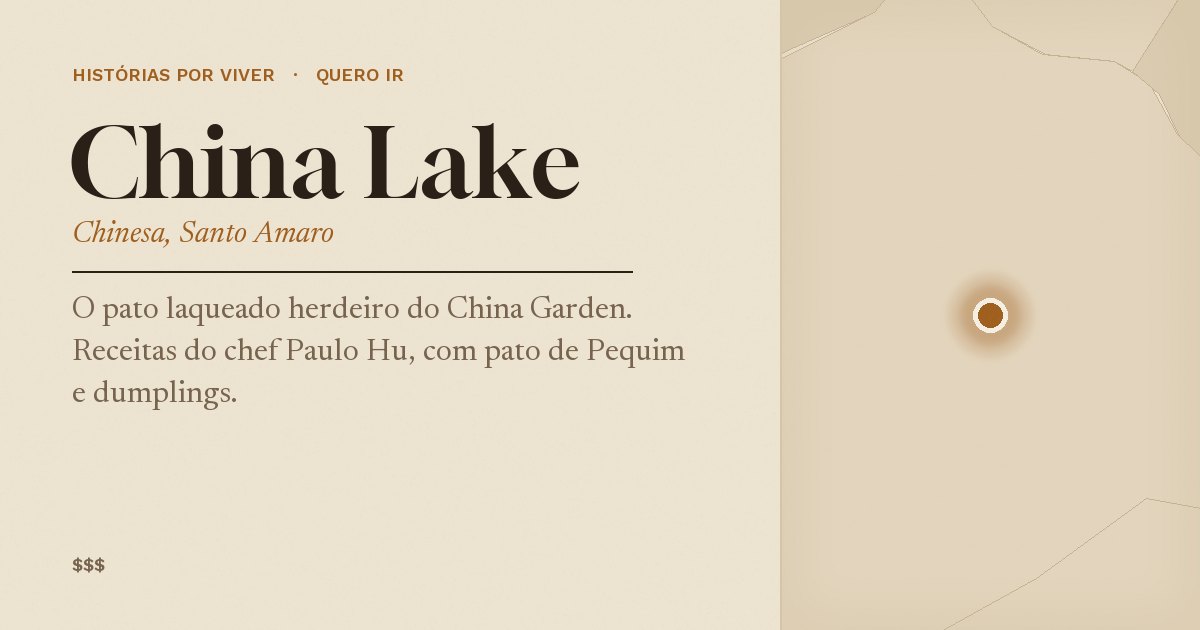 HISTÓRIAS POR VIVER · QUERO IR
China Lake
Chinesa, Santo Amaro
O pato laqueado herdeiro do China Garden.
Receitas do chef Paulo Hu, com pato de Pequim
e dumplings.
$$$